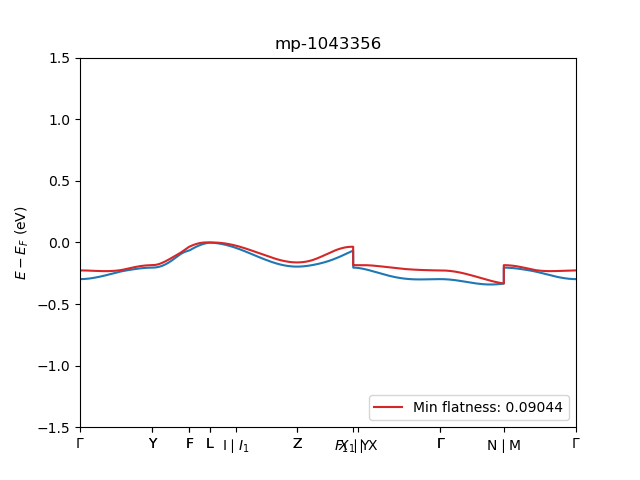 mp-1043356
1.5
1.0
0.5
0.0
−0.5
−1.0
−1.5
E − E_F (eV)
Min flatness: 0.09044
Γ Y F L I | I₁ Z Γ N | M Γ